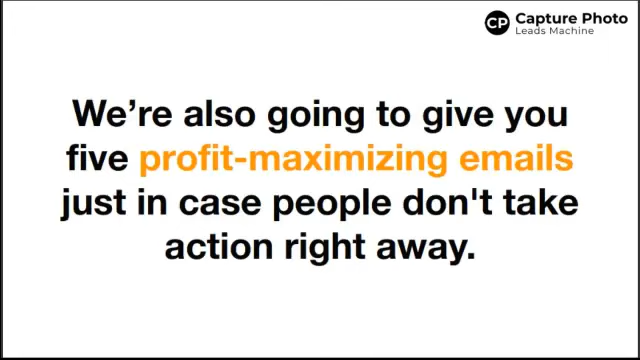 CP Capture Photo
Leads Machine
We’re also going to give you
five profit-maximizing emails
just in case people don't take
action right away.